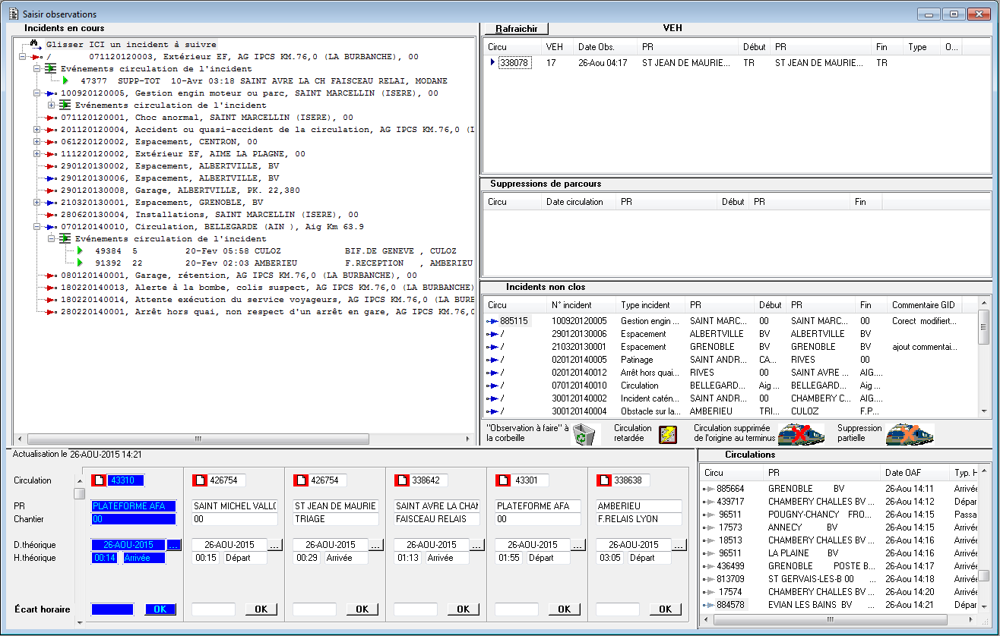 Saisir observations
Incidents en cours
Glisser ICI un incident à suivre
/ 071120120003, Extérieur EF, AG IPCS KM.76,0 (LA BURBANCHE), 00
Evénements circulation de l'incident
47377 SUPP-TOT 10-Avr 03:18 SAINT AVRE LA CH FAISCEAU RELAI, MODANE
100920120005, Gestion engin moteur ou parc, SAINT MARCELLIN (ISERE), 00
Evénements circulation de l'incident
071120120001, Choc anormal, SAINT MARCELLIN (ISERE), 00
201120120004, Accident ou quasi-accident de la circulation, AG IPCS KM.76,0 (I
061220120002, Espacement, CENTRON, 00
111220120002, Extérieur EF, AIME LA PLAGNE, 00
290120130002, Espacement, ALBERTVILLE, BV
290120130006, Espacement, ALBERTVILLE, BV
290120130008, Garage, ALBERTVILLE, PK. 22,380
210320130001, Espacement, GRENOBLE, BV
280620130004, Installations, SAINT MARCELLIN (ISERE), 00
070120140010, Circulation, BELLEGARDE (AIN ), Aig Km 63.9
Evénements circulation de l'incident
49384 5 20-Fev 05:58 CULOZ BIF.DE GENEVE , CULOZ
91392 22 20-Fev 02:03 AMBERIEU F.RECEPTION , AMBERIEU
080120140001, Garage, rétention, AG IPCS KM.76,0 (LA BURBANCHE), 00
180220140013, Alerte à la bombe, colis suspect, AG IPCS KM.76,0 (LA BURBANCHE)
180220140014, Attente exécution du service voyageurs, AG IPCS KM.76,0 (LA BURE
280220140001, Arrêt hors quai, non respect d'un arrêt en gare, AG IPCS KM.76,0
Rafraichir VEH
Circu VEH Date Obs. PR Début PR Fin Type O...
338078 17 26-Aou 04:17 ST JEAN DE MAURIE... TR ST JEAN DE MAURIE... TR
Suppressions de parcours
Circu Date circulation PR Début PR Fin
Incidents non clos
Circu N° incident Type incident PR Début PR Fin Commentaire GID
885115 100920120005 Gestion engin ... SAINT MARC... 00 SAINT MARC... 00 Corect modifiert...
/ 290120130006 Espacement ALBERTVILLE BV ALBERTVILLE BV
/ 210320130001 Espacement GRENOBLE BV GRENOBLE BV ajout commentai...
/ 020120140005 Patinage SAINT ANDR... CA... RIVES 00
/ 020120140012 Arrêt hors quai... RIVES 00 SAINT AVRE ... AIG....
/ 070120140010 Circulation BELLEGARD... Aig ... BELLEGARD... Aig ...
/ 300120140002 Incident catén... SAINT ANDR... 00 CHAMBERY C... AIG....
/ 300120140004 Obstacle sur la... AMBERIEU TRI... CULOZ F.P...
"Observation à faire" à la corbeille
Circulation retardée
Circulation supprimée de l'origine au terminus
Suppression partielle
Actualisation le 26-AOU-2015 14:21
Circulation 43310 426754 426754 338642 43301 338638
PR PLATEFORME AFA SAINT MICHEL VALLO ST JEAN DE MAURIE SAINT AVRE LA CHAN PLATEFORME AFA AMBERIEU
Chantier 00 00 TRIAGE FAISCEAU RELAIS 00 F.RELAIS LYON
D.théorique 26-AOU-2015 ... 26-AOU-2015 ... 26-AOU-2015 ... 26-AOU-2015 ... 26-AOU-2015 ... 26-AOU-2015 ...
H.théorique 00:14 Arrivée 00:15 Départ 00:29 Arrivée 01:13 Arrivée 01:55 Départ 03:05 Départ
Écart horaire OK OK OK OK OK OK
Circulations
Circu PR Date OAF Typ. H
885664 GRENOBLE BV 26-Aou 14:11 Arrivée
439717 CHAMBERY CHALLES BV ... 26-Aou 14:12 Dépar
96511 POUGNY-CHANCY FRO... 26-Aou 14:15 Passa
17573 ANNECY BV 26-Aou 14:15 Arrivée
18513 CHAMBERY CHALLES BV ... 26-Aou 14:16 Arrivée
96511 LA PLAINE BV 26-Aou 14:16 Arrivée
436499 GRENOBLE POSTE B... 26-Aou 14:17 Arrivée
813709 ST GERVAIS-LES-B 00 ... 26-Aou 14:18 Arrivée
17574 CHAMBERY CHALLES BV ... 26-Aou 14:20 Arrivée
884578 EVIAN LES BAINS BV ... 26-Aou 14:21 Dépar